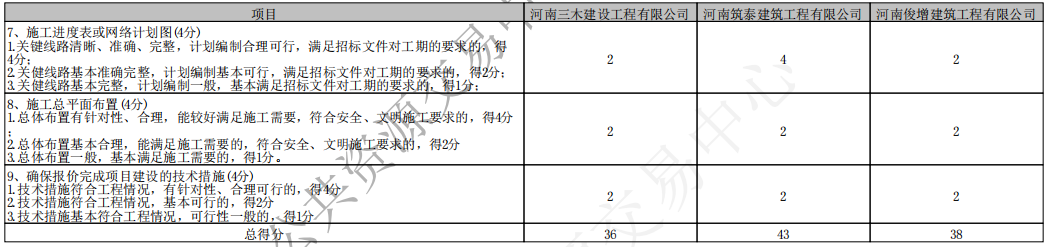 项目 河南三木建设工程有限公司 河南筑泰建筑工程有限公司 河南俊增建筑工程有限公司
7、施工进度表或网络计划图(4分)
1.关键线路清晰、准确、完整，计划编制合理可行，满足招标文件对工期的要求的，得
4分；
2.关健线路基本准确完整，计划编制基本可行，满足招标文件对工期的要求的，得2分；
3.关健线路基本完整，计划编制一般，基本满足招标文件对工期的要求的，得1分；
2 4 2
8、施工总平面布置(4分)
1.总体布置有针对性、合理，能较好满足施工需要，符合安全、文明施工要求的，得4分
；
2.总体布置基本合理，能满足施工需要的，符合安全、文明施工要求的，得2分
3.总体布置一般，基本满足施工需要的，得1分。
2 2 2
9、确保报价完成项目建设的技术措施(4分)
1.技术措施符合工程情况，有针对性、合理可行的，得4分
2.技术措施符合工程情况，基本可行的，得2分
3.技术措施基本符合工程情况，可行性一般的，得1分
2 2 2
总得分 36 43 38
公共资源交易中
交易中心